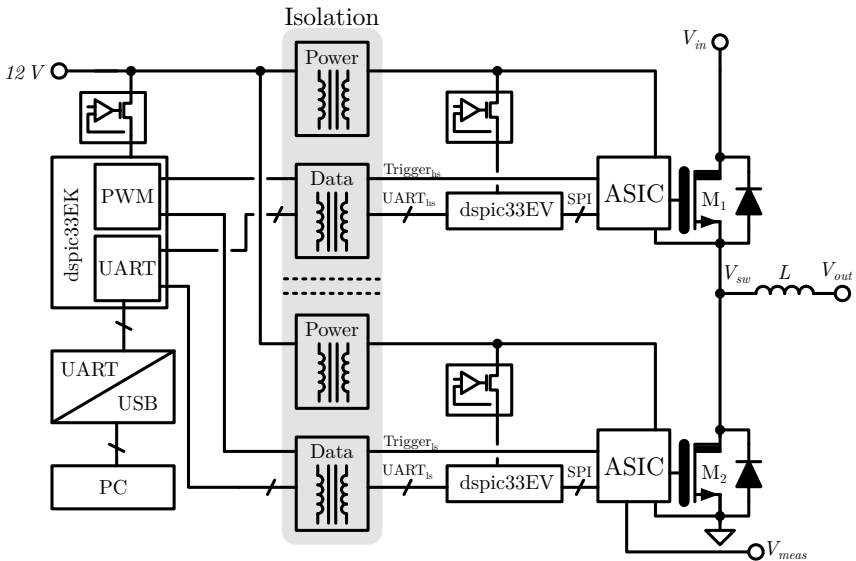 Isolation
12 V
Power
V_in
PWM
dspic33EK
Data
Trigger_hs
UART_hs
SPI
dspic33EV
ASIC
M_1
UART
V_sw
L
V_out
Power
UART
USB
Data
Trigger_ls
UART_ls
SPI
dspic33EV
ASIC
M_2
PC
V_meas